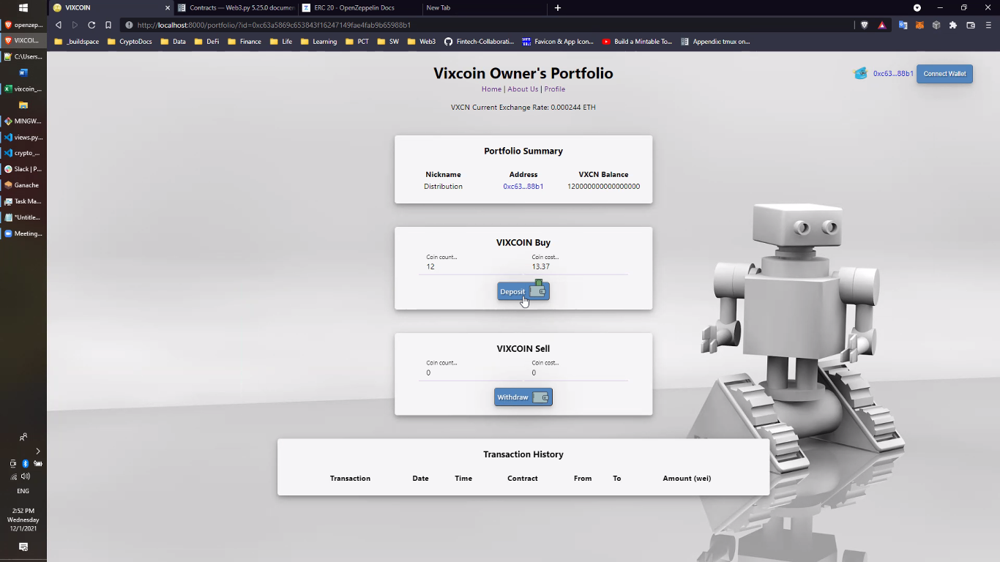 VIXCOIN
Contracts — Web3.py 5.25.0 documen
ERC 20 - OpenZeppelin Docs
New Tab
http://localhost:8000/portfolio/?id=0xc63a5869c653843f16247149fae4fab9b65988b1
_buildspace
CryptoDocs
Data
DeFi
Finance
Life
Learning
PCT
SW
Web3
Fintech-Collaborati...
Favicon & App Icon...
Build a Mintable To...
Appendix: tmux on...
openzep...
VIXCOI...
C:\Users...
vixcoin_...
MINGW...
views.py...
crypto_...
Slack | P...
Ganache
Task Ma...
*Untitle...
Meeting...
ENG
2:52 PM
Wednesday
12/1/2021
Vixcoin Owner's Portfolio
Home | About Us | Profile
0xc63...88b1
Connect Wallet
VXCN Current Exchange Rate: 0.000244 ETH
Portfolio Summary
Nickname Address VXCN Balance
Distribution 0xc63...88b1 120000000000000000
VIXCOIN Buy
Coin count... Coin cost...
12 13.37
Deposit
VIXCOIN Sell
Coin count... Coin cost...
0 0
Withdraw
Transaction History
Transaction Date Time Contract From To Amount (wei)